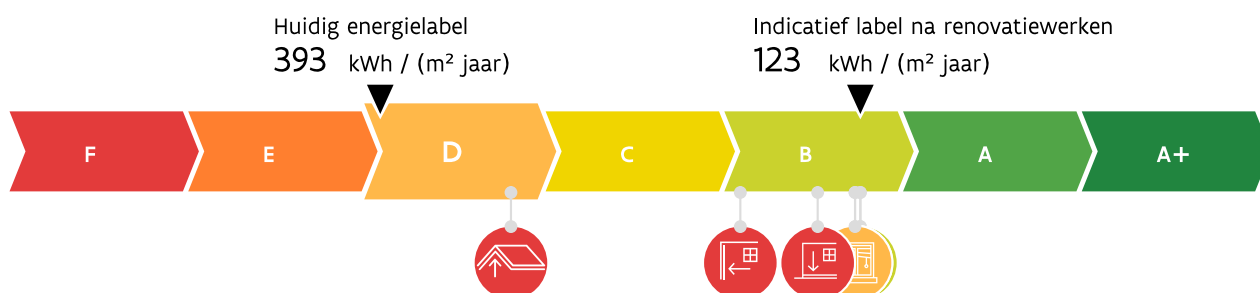 Huidig energielabel
393 kWh / (m² jaar)
Indicatief label na renovatiewerken
123 kWh / (m² jaar)
F E D C B A A+